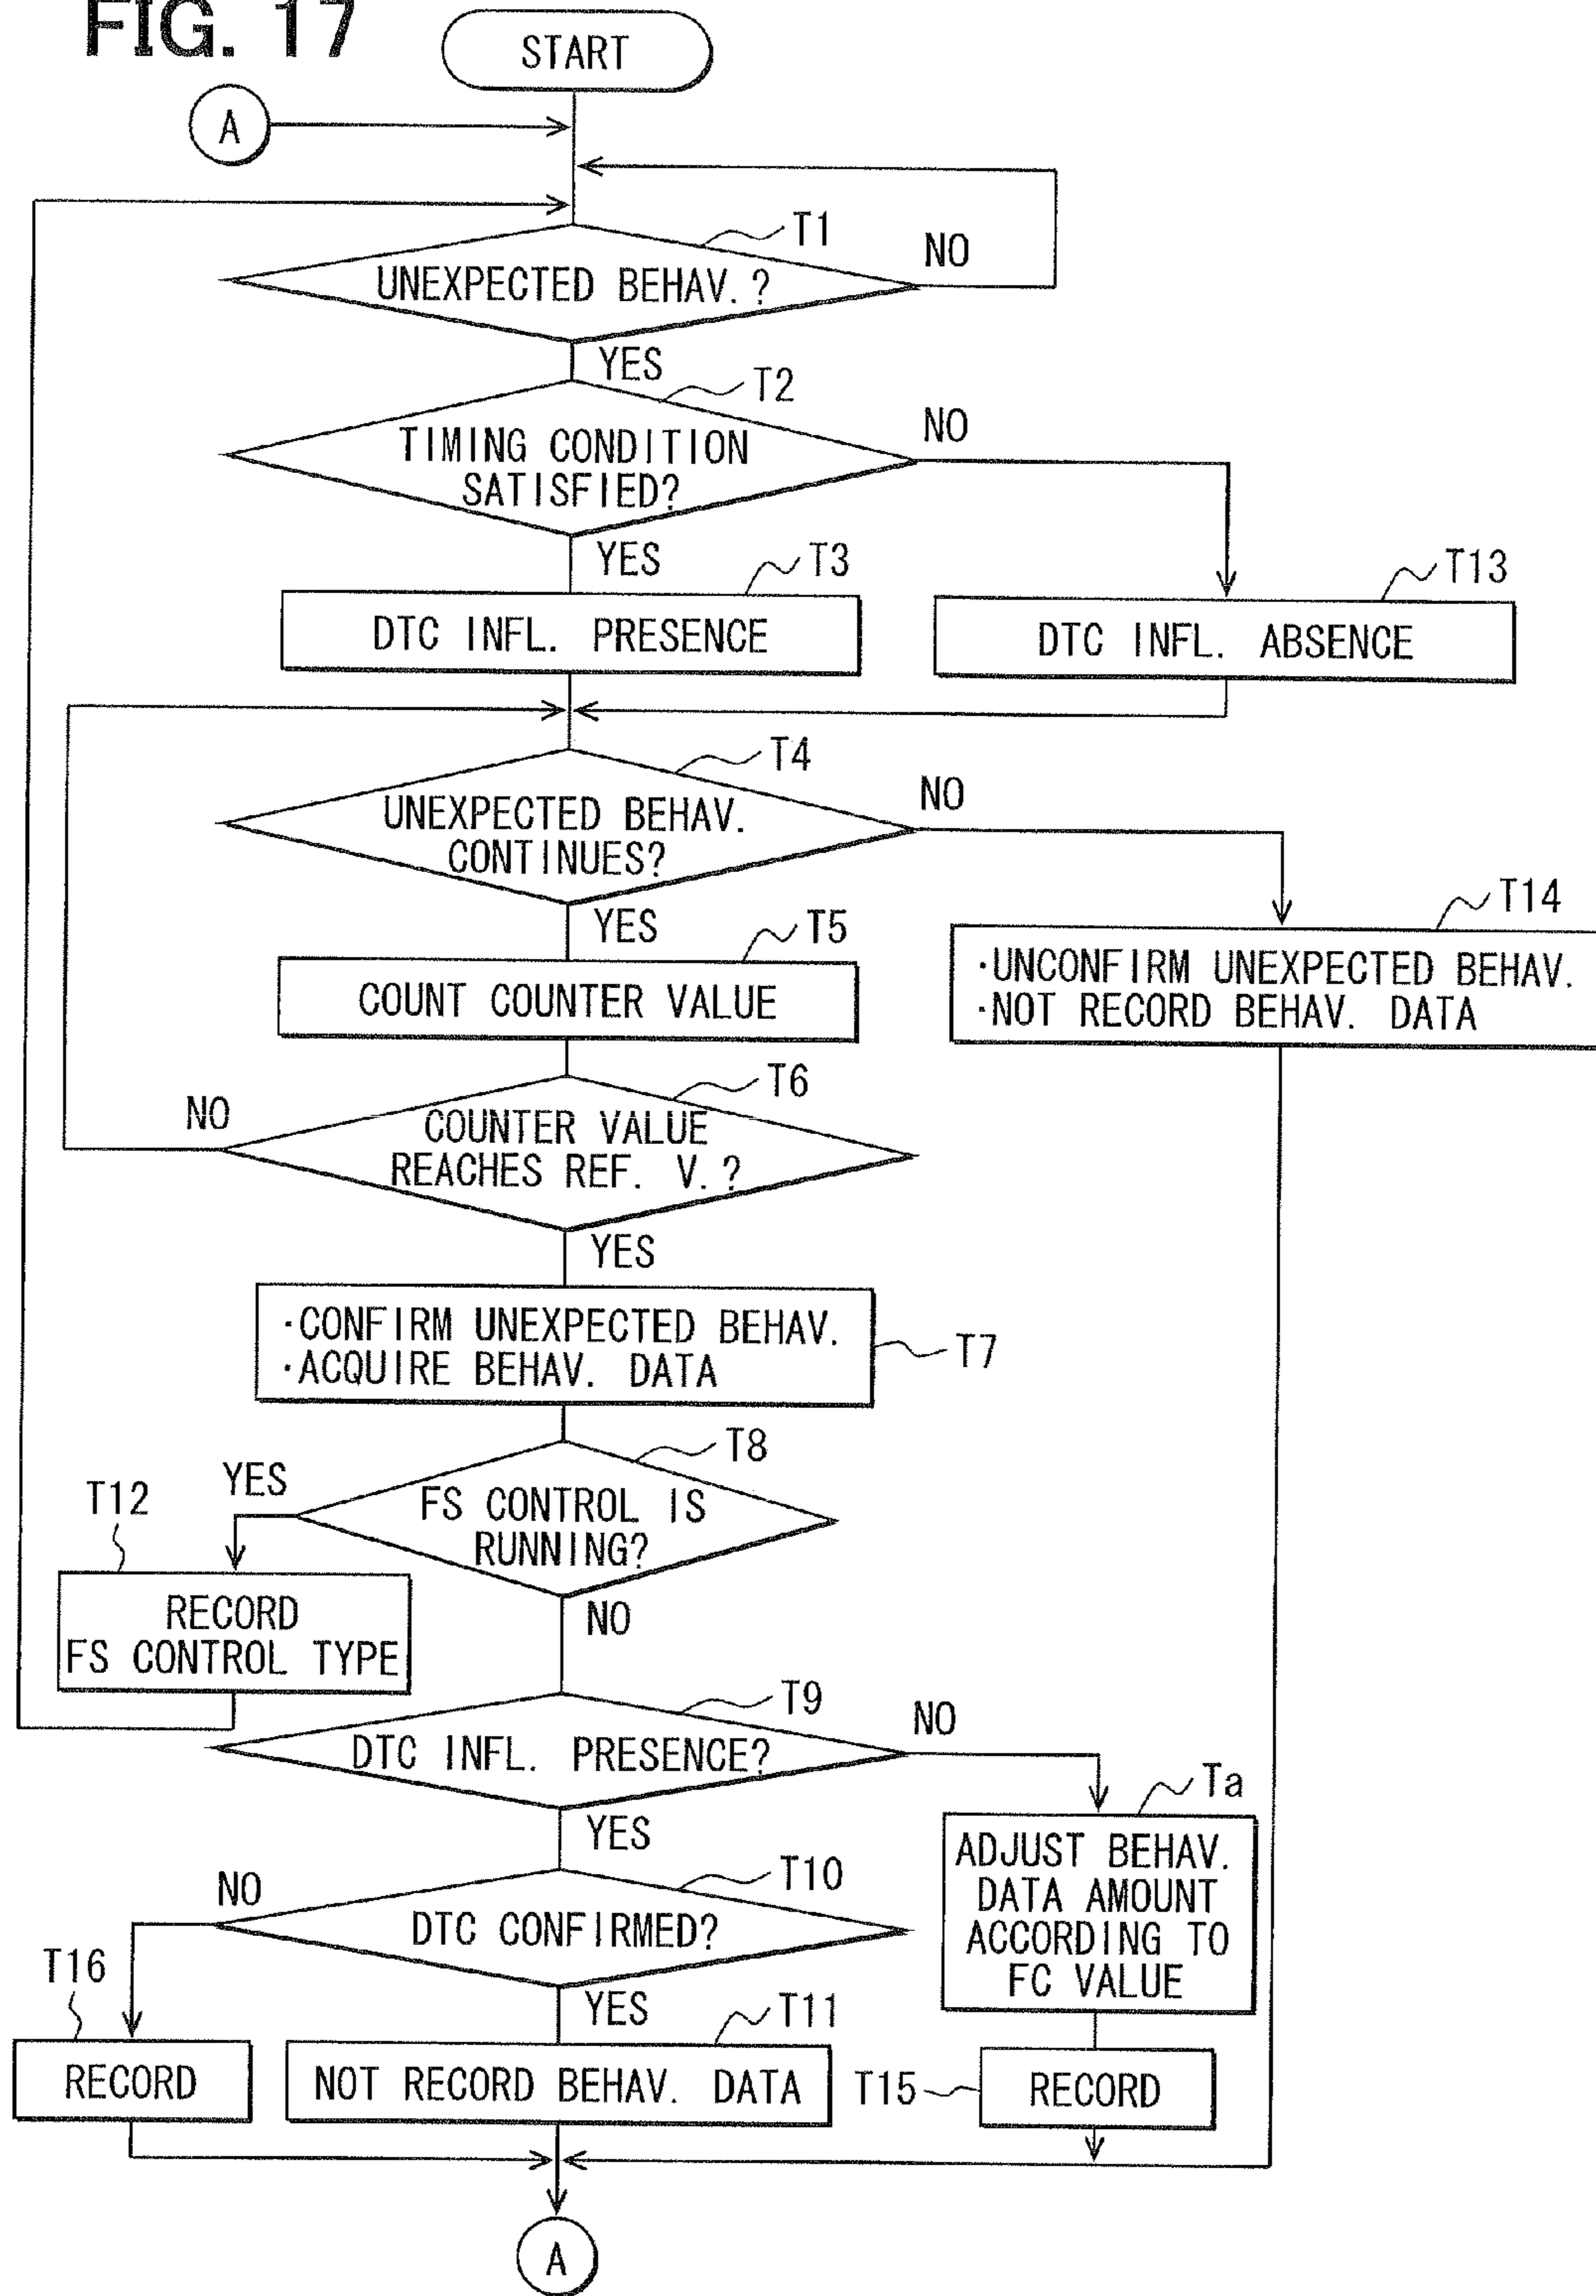 FIG. 17
START
A
T1
NO
UNEXPECTED BEHAV.?
YES
T2
NO
TIMING CONDITION
SATISFIED?
YES
T3
T13
DTC INFL. PRESENCE
DTC INFL. ABSENCE
T4
NO
UNEXPECTED BEHAV.
CONTINUES?
YES
T5
T14
·UNCONFIRM UNEXPECTED BEHAV.
·NOT RECORD BEHAV. DATA
COUNT COUNTER VALUE
T6
NO
COUNTER VALUE
REACHES REF. V.?
YES
·CONFIRM UNEXPECTED BEHAV.
·ACQUIRE BEHAV. DATA
T7
T8
YES
T12
FS CONTROL IS
RUNNING?
RECORD
FS CONTROL TYPE
NO
T9
NO
DTC INFL. PRESENCE?
Ta
YES
ADJUST BEHAV.
DATA AMOUNT
ACCORDING TO
FC VALUE
T10
NO
DTC CONFIRMED?
T16
YES
T11
RECORD
NOT RECORD BEHAV. DATA
T15
RECORD
A